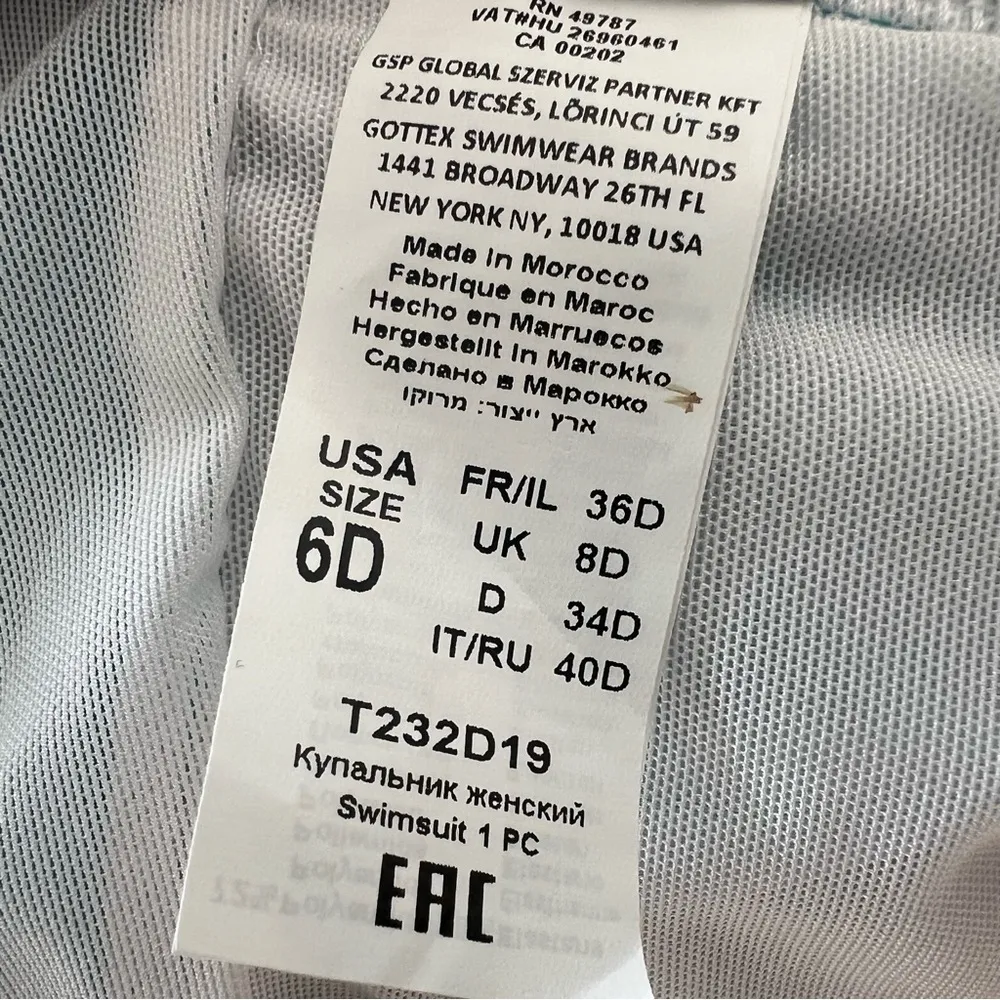 RN 49787
VAT#HU 26960461
CA 00202
GSP GLOBAL SZERVIZ PARTNER KFT
2220 VECSÉS, LŐRINCI ÚT 59
GOTTEX SWIMWEAR BRANDS
1441 BROADWAY 26TH FL
NEW YORK NY, 10018 USA
Made in Morocco
Fabrique en Maroc
Hecho en Marruecos
Hergestellt in Marokko
Сделано в Марокко
ארץ ייצור: מרוקו
USA FR/IL 36D
SIZE UK 8D
6D D 34D
IT/RU 40D
T232D19
Купальник женский
Swimsuit 1 PC
EAC